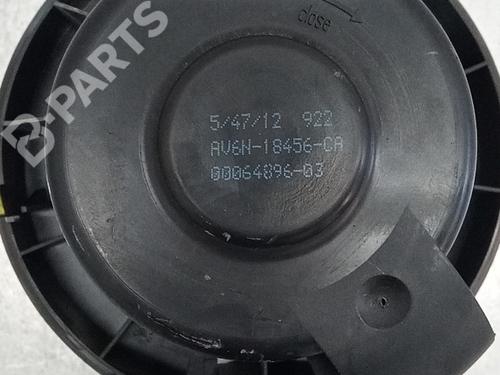 close
5/47/12 922
AV6N-18456-CA
00064896-03
B-PARTS